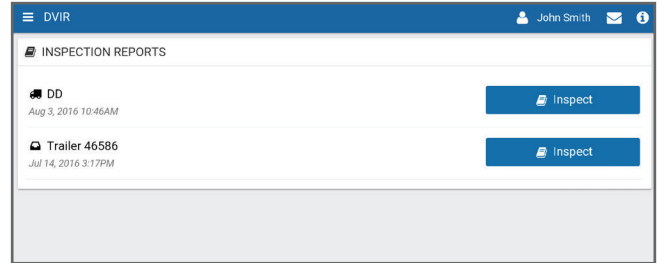 DVIR John Smith
INSPECTION REPORTS
DD
Aug 3, 2016 10:46AM
Inspect
Trailer 46586
Jul 14, 2016 3:17PM
Inspect